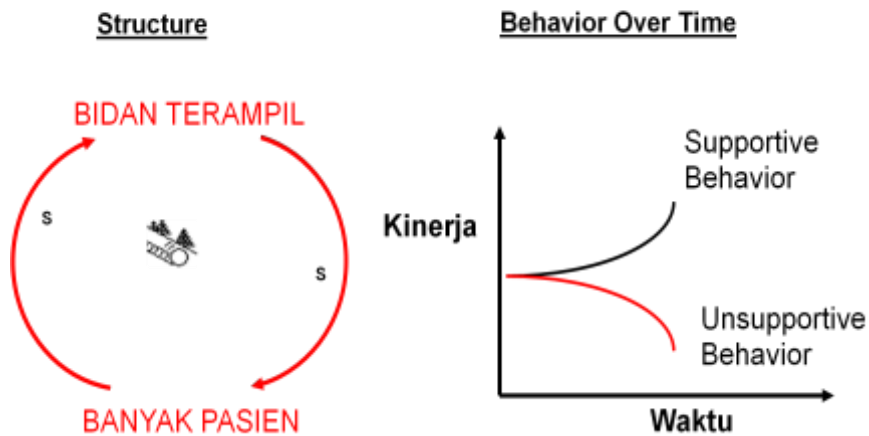 Structure
BIDAN TERAMPIL
s
s
BANYAK PASIEN
Behavior Over Time
Kinerja
Supportive
Behavior
Unsupportive
Behavior
Waktu